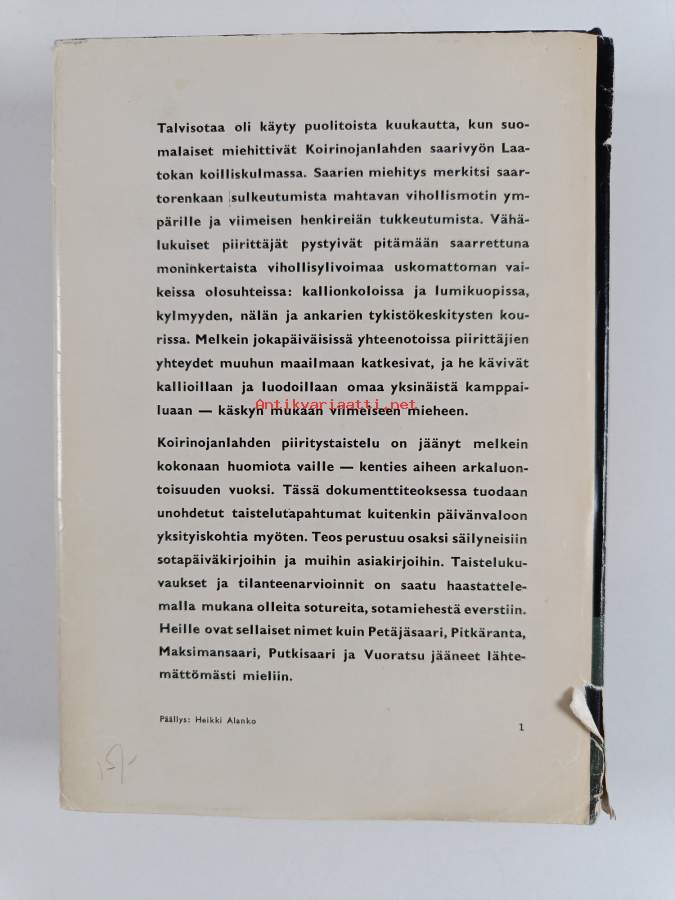 Talvisotaa oli käyty puolitoista kuukautta, kun suo-
malaiset miehittivät Koirinojanlahden saarivyön Laa-
tokan koilliskulmassa. Saarien miehitys merkitsi saar-
torenkaan sulkeutumista mahtavan vihollismotin ym-
pärille ja viimeisen henkireiän tukkeutumista. Vähä-
lukuiset piirittäjät pystyivät pitämään saarrettuna
moninkertaista vihollisylivoimaa uskomattoman vai-
keissa olosuhteissa: kallionkoloissa ja lumikuopissa,
kylmyyden, nälän ja ankarien tykistökeskitysten kou-
rissa. Melkein jokapäiväisissä yhteenotoissa piirittäjien
yhteydet muuhun maailmaan katkesivat, ja he kävivät
kallioillaan ja luodoillaan omaa yksinäistä kamppai-
luaan — käskyn mukaan viimeiseen mieheen.
Antikvariaatti.net
Koirinojanlahden piiritystaistelu on jäänyt melkein
kokonaan huomiota vaille — kenties aiheen arkaluon-
toisuuden vuoksi. Tässä dokumenttiteoksessa tuodaan
unohdetut taistelutapahtumat kuitenkin päivänvaloon
yksityiskohtia myöten. Teos perustuu osaksi säilyneisiin
sotapäiväkirjoihin ja muihin asiakirjoihin. Taisteluku-
vaukset ja tilanteenarvioinnit on saatu haastattele-
malla mukana olleita sotureita, sotamiehestä everstiin.
Heille ovat sellaiset nimet kuin Petäjäsaari, Pitkäranta,
Maksimansaari, Putkisaari ja Vuoratsu jääneet lähte-
mättömästi mieliin.
Päällys: Heikki Alanko
1